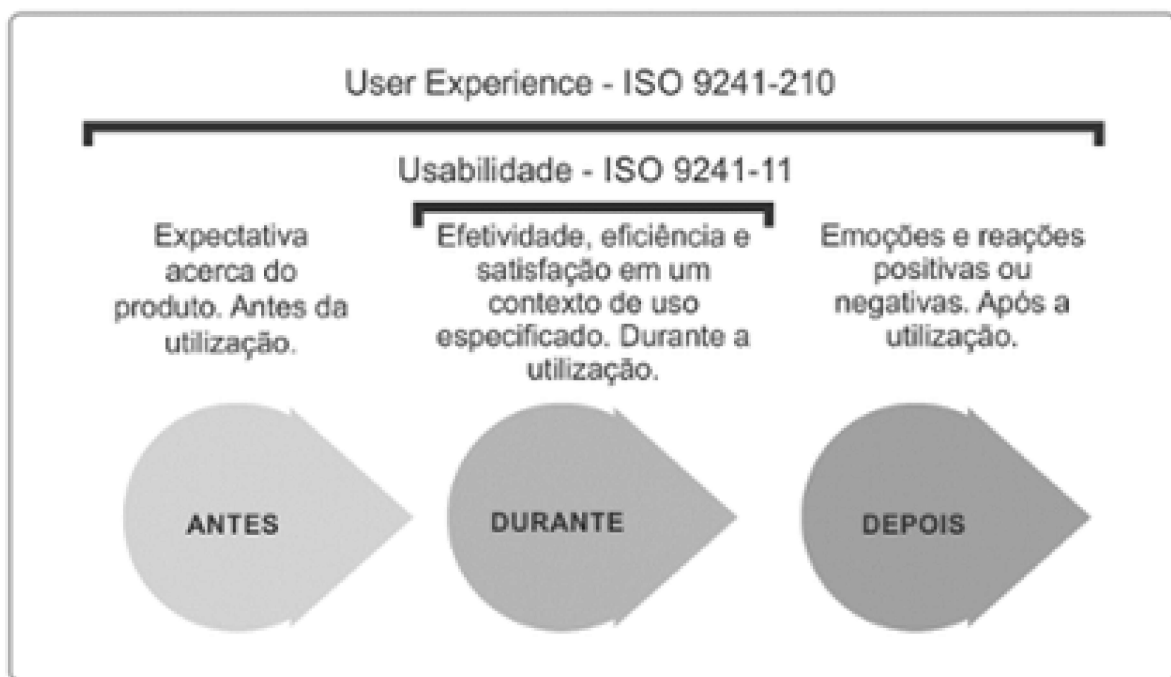 User Experience - ISO 9241-210
Usabilidade - ISO 9241-11
Expectativa
acerca do
produto. Antes da
utilização.
Efetividade, eficiência e
satisfação em um
contexto de uso
especificado. Durante a
utilização.
Emoções e reações
positivas ou
negativas. Após a
utilização.
ANTES
DURANTE
DEPOIS